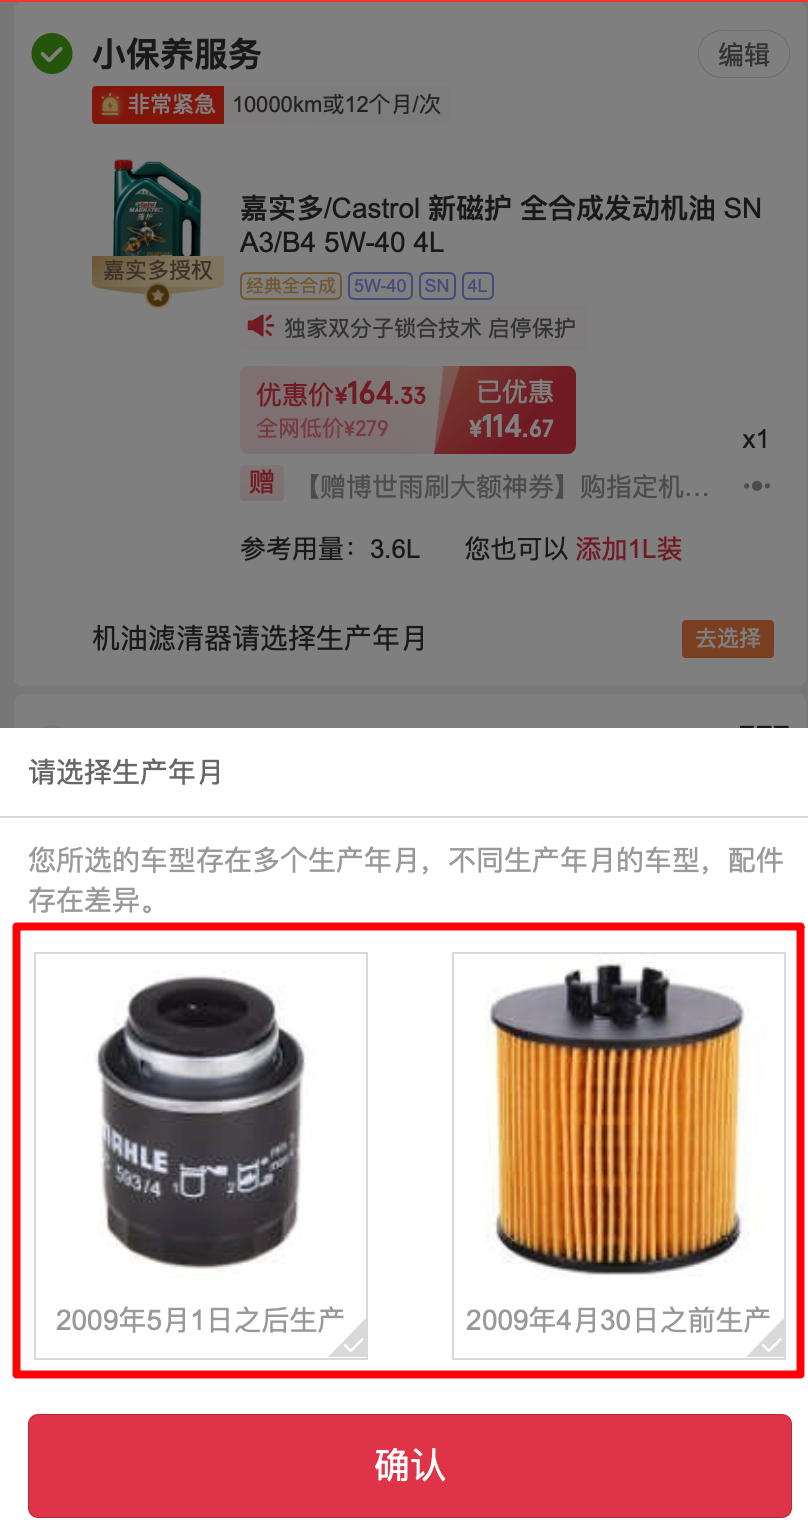 小保养服务
编辑
非常紧急 10000km或12个月/次
Castrol
MAGNATEC
磁护
嘉实多授权
嘉实多/Castrol 新磁护 全合成发动机油 SN
A3/B4 5W-40 4L
经典全合成 5W-40 SN 4L
独家双分子锁合技术 启停保护
优惠价¥164.33
全网低价¥279
已优惠
¥114.67
x1
赠 【赠博世雨刷大额神券】购指定机...
参考用量：3.6L 您也可以 添加1L装
机油滤清器请选择生产年月
去选择
请选择生产年月
您所选的车型存在多个生产年月，不同生产年月的车型，配件
存在差异。
MAHLE
593/4
1
2
2009年5月1日之后生产
2009年4月30日之前生产
确认